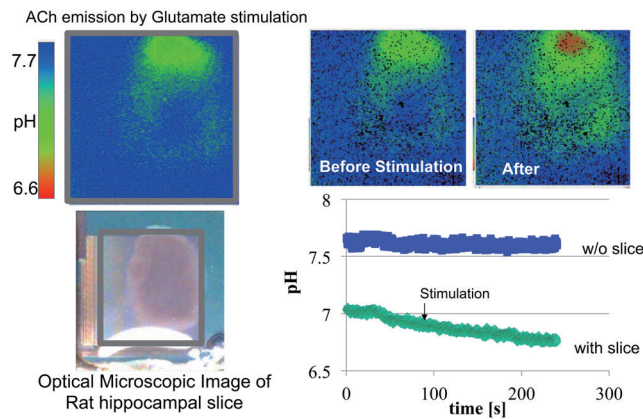 ACh emission by Glutamate stimulation
7.7
pH
6.6
Before Stimulation
After
Optical Microscopic Image of
Rat hippocampal slice
8
7.5
7
6.5
pH
w/o slice
Stimulation
with slice
0
100
200
300
time [s]